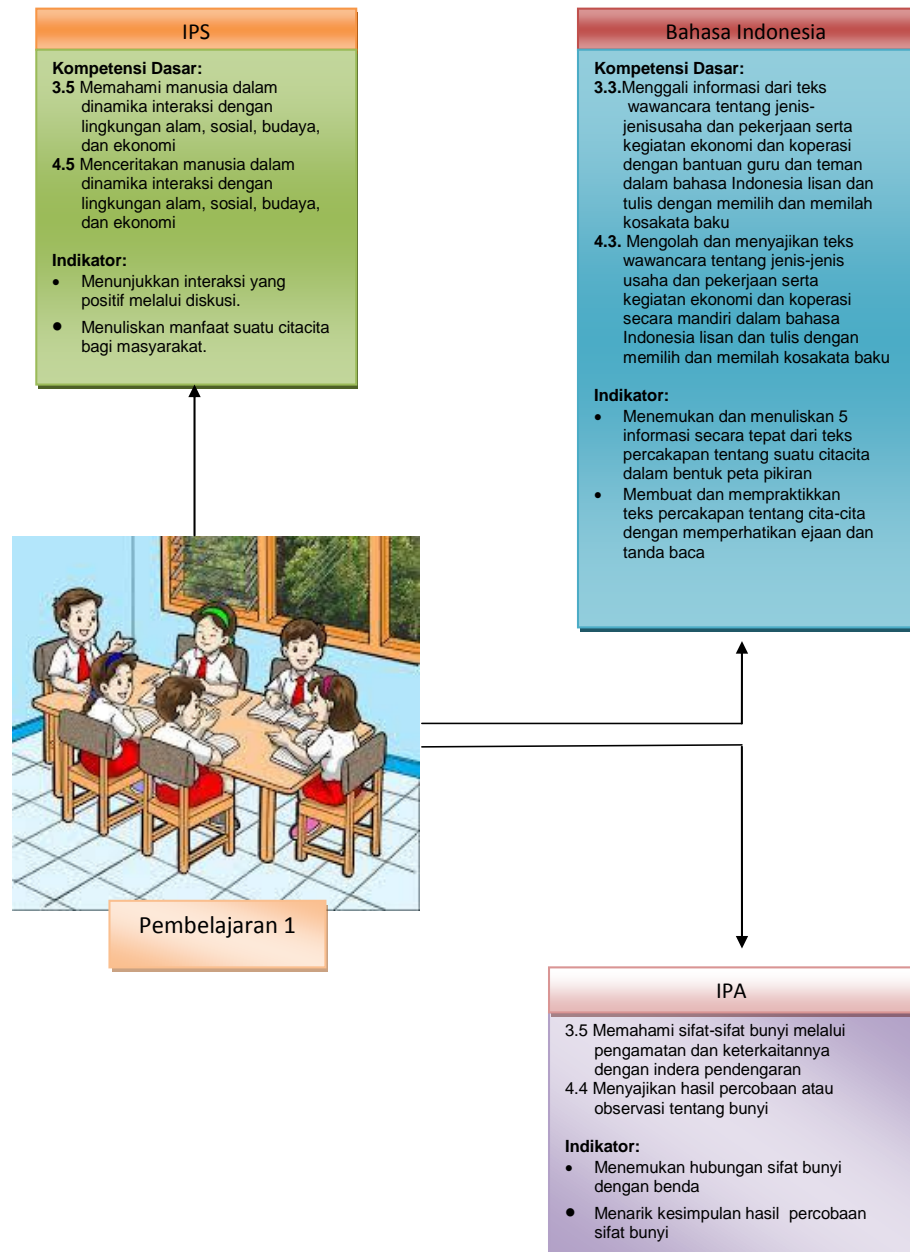 IPS
Kompetensi Dasar:
3.5 Memahami manusia dalam
dinamika interaksi dengan
lingkungan alam, sosial, budaya,
dan ekonomi
4.5 Menceritakan manusia dalam
dinamika interaksi dengan
lingkungan alam, sosial, budaya,
dan ekonomi
Indikator:
• Menunjukkan interaksi yang
positif melalui diskusi.
• Menuliskan manfaat suatu citacita
bagi masyarakat.
Bahasa Indonesia
Kompetensi Dasar:
3.3.Menggali informasi dari teks
wawancara tentang jenis-
jenisusaha dan pekerjaan serta
kegiatan ekonomi dan koperasi
dengan bantuan guru dan teman
dalam bahasa Indonesia lisan dan
tulis dengan memilih dan memilah
kosakata baku
4.3. Mengolah dan menyajikan teks
wawancara tentang jenis-jenis
usaha dan pekerjaan serta
kegiatan ekonomi dan koperasi
secara mandiri dalam bahasa
Indonesia lisan dan tulis dengan
memilih dan memilah kosakata baku
Indikator:
• Menemukan dan menuliskan 5
informasi secara tepat dari teks
percakapan tentang suatu citacita
dalam bentuk peta pikiran
• Membuat dan mempraktikkan
teks percakapan tentang cita-cita
dengan memperhatikan ejaan dan
tanda baca
Pembelajaran 1
IPA
3.5 Memahami sifat-sifat bunyi melalui
pengamatan dan keterkaitannya
dengan indera pendengaran
4.4 Menyajikan hasil percobaan atau
observasi tentang bunyi
Indikator:
• Menemukan hubungan sifat bunyi
dengan benda
• Menarik kesimpulan hasil percobaan
sifat bunyi